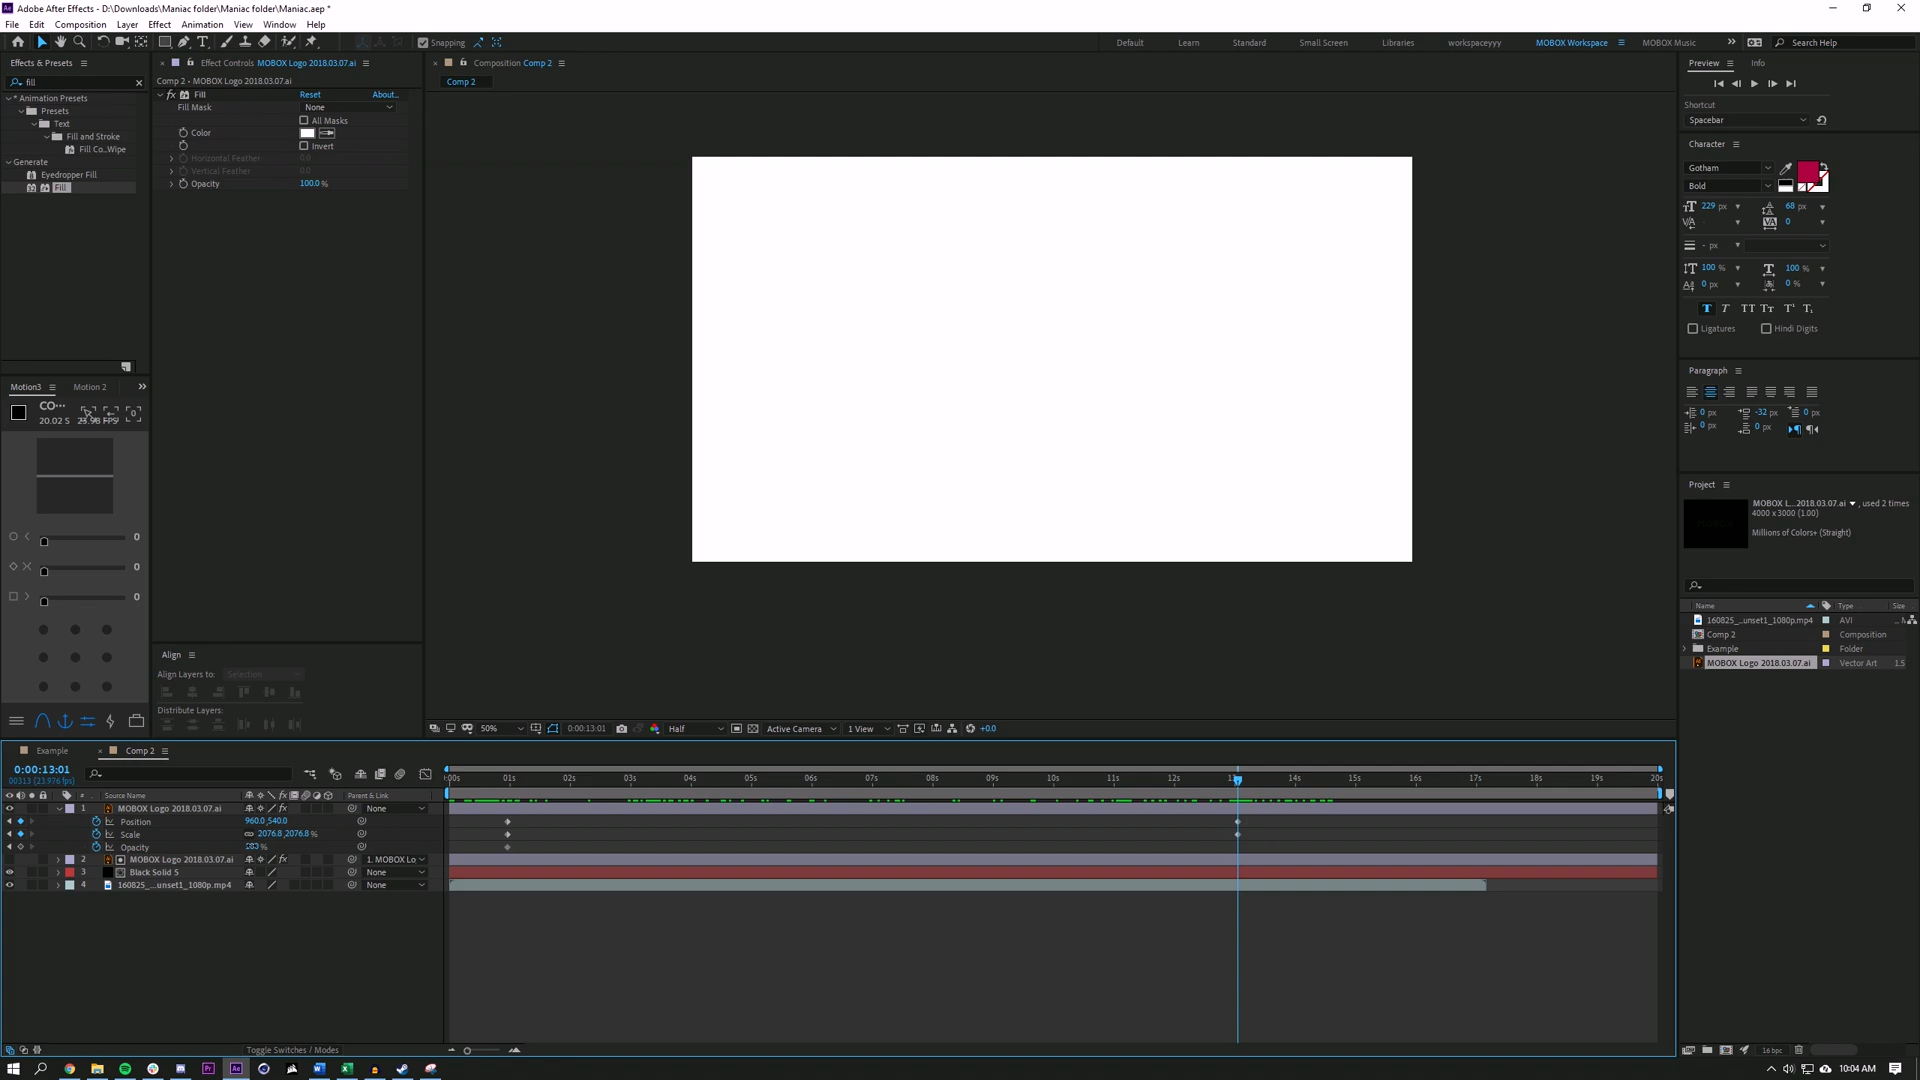 Adobe After Effects - D:\Downloads\Maniac folder\Maniac folder\Maniac.aep *
File Edit Composition Layer Effect Animation View Window Help
Snapping
Default Learn Standard Small Screen Libraries workspaceyyy MOBOX Workspace MOBOX Music Search Help
Effects & Presets
fill
* Animation Presets
Presets
Text
Fill and Stroke
Fill Co...Wipe
Generate
Eyedropper Fill
Fill
Effect Controls MOBOX Logo 2018.03.07.ai
Comp 2 • MOBOX Logo 2018.03.07.ai
fx Fill Reset About...
Fill Mask None
All Masks
Color
Invert
Horizontal Feather 0.0
Vertical Feather 0.0
Opacity 100.0 %
Composition Comp 2
Comp 2
Preview Info
Shortcut
Spacebar
Character
Gotham
Bold
229 px 68 px
0
- px
100 % 100 %
0 px 0 %
Ligatures Hindi Digits
Paragraph
0 px -32 px 0 px
0 px 0 px
Project
MOBOX L...2018.03.07.ai , used 2 times
4000 x 3000 (1.00)
Millions of Colors+ (Straight)
Name Type Size
160825_...unset1_1080p.mp4 AVI
Comp 2 Composition
Example Folder
MOBOX Logo 2018.03.07.ai Vector Art 1.5
16 bpc
Motion3 Motion 2
CO...
20.02 S 23.98 FPS
0
0
0
Align
Align Layers to: Selection
Distribute Layers:
50% 0:00:13:01 Half Active Camera 1 View +0.0
Example Comp 2
0:00:13:01
00313 (23.976 fps)
:00s 01s 02s 03s 04s 05s 06s 07s 08s 09s 10s 11s 12s 14s 15s 16s 17s 18s 19s 20s
# Source Name Parent & Link
1 MOBOX Logo 2018.03.07.ai None
Position 960.0,540.0
Scale 2076.8,2076.8 %
Opacity
2 MOBOX Logo 2018.03.07.ai 1. MOBOX Lo
3 Black Solid 5 None
4 160825_...unset1_1080p.mp4 None
Toggle Switches / Modes
10:04 AM